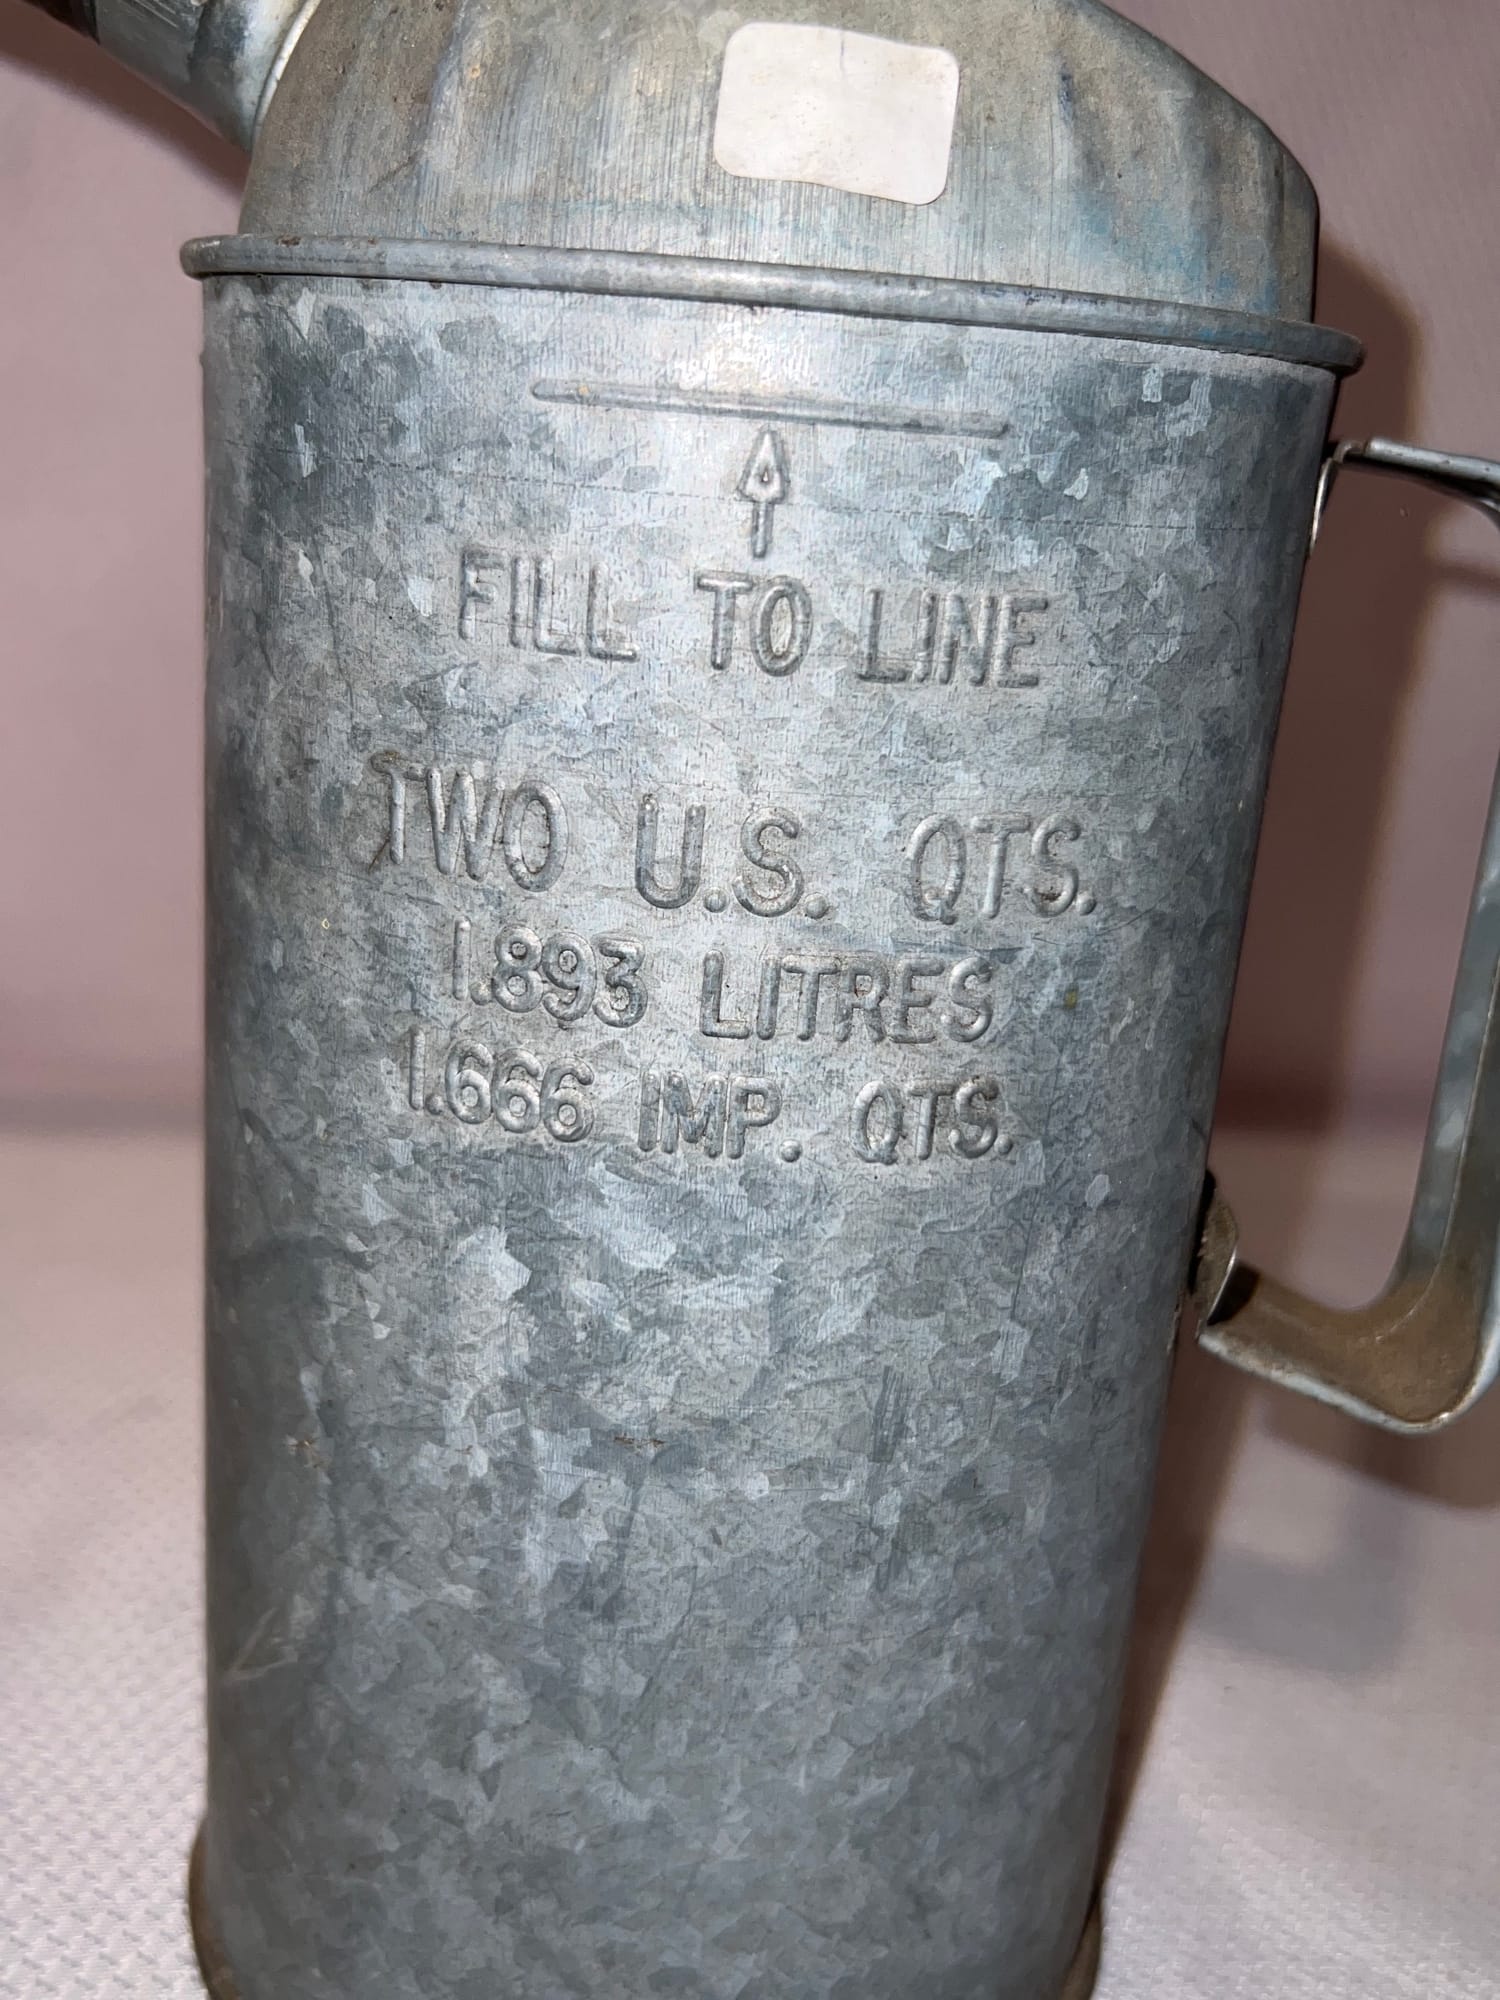 FILL TO LINE
TWO U.S. QTS.
1.893 LITRES
1.666 IMP. QTS.